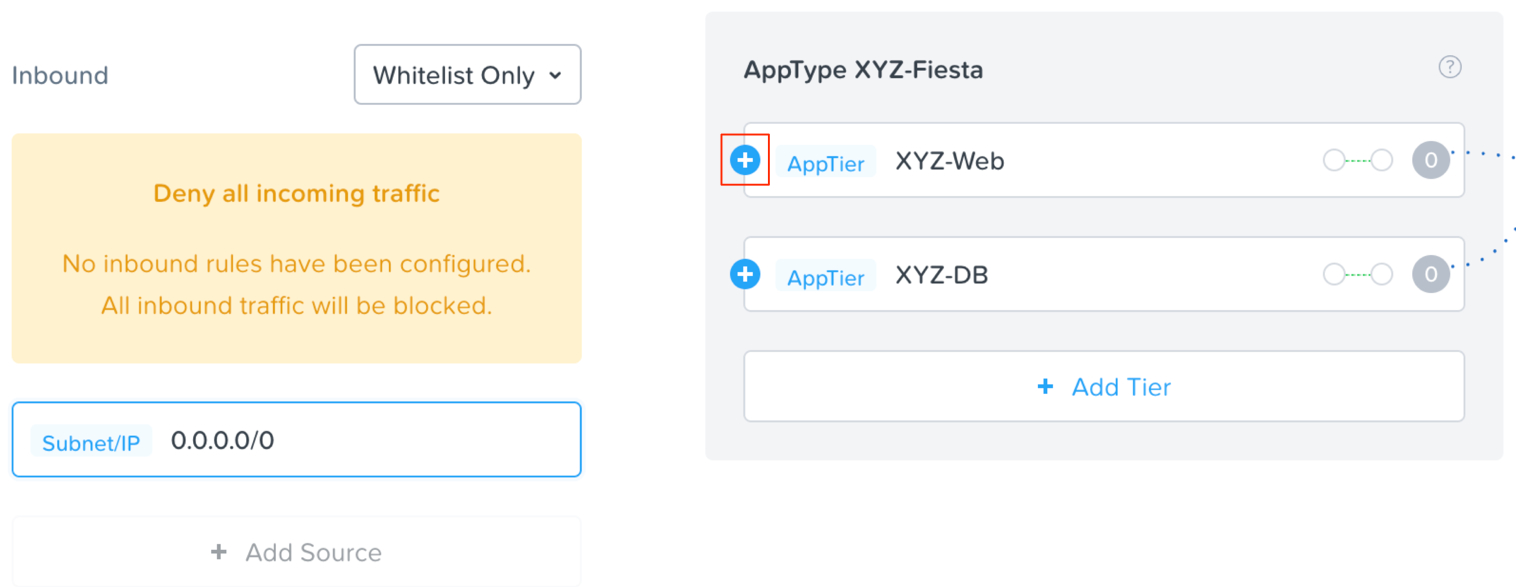 Inbound
Whitelist Only
Deny all incoming traffic
No inbound rules have been configured.
All inbound traffic will be blocked.
Subnet/IP 0.0.0.0/0
+ Add Source
AppType XYZ-Fiesta
?
+ AppTier XYZ-Web 0
+ AppTier XYZ-DB 0
+ Add Tier